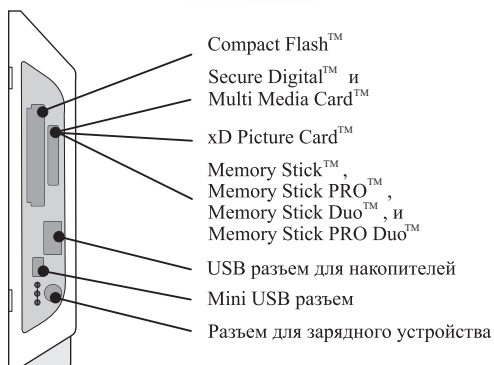 Compact Flash™
Secure Digital™ и
Multi Media Card™
xD Picture Card™
Memory Stick™ ,
Memory Stick PRO™ ,
Memory Stick Duo™ , и
Memory Stick PRO Duo™
USB разъем для накопителей
Mini USB разъем
Разъем для зарядного устройства